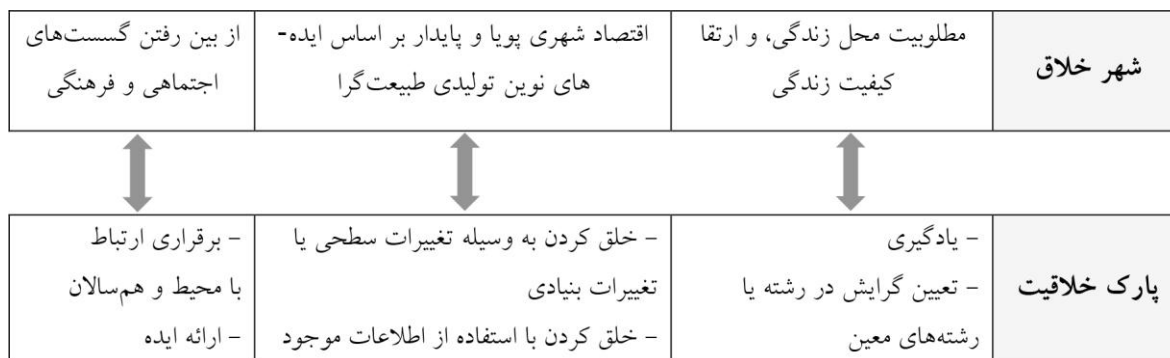 شهر خلاق
مطلوبیت محل زندگی، و ارتقا
کیفیت زندگی
اقتصاد شهری پویا و پایدار بر اساس ایده-
های نوین تولیدی طبیعت‌گرا
از بین رفتن گسست‌های
اجتماهی و فرهنگی
پارک خلاقیت
– یادگیری
– تعیین گرایش در رشته یا
رشته‌های معین
– خلق کردن به وسیله تغییرات سطحی یا
تغییرات بنیادی
– خلق کردن با استفاده از اطلاعات موجود
– برقراری ارتباط
با محیط و هم‌سالان
– ارائه ایده